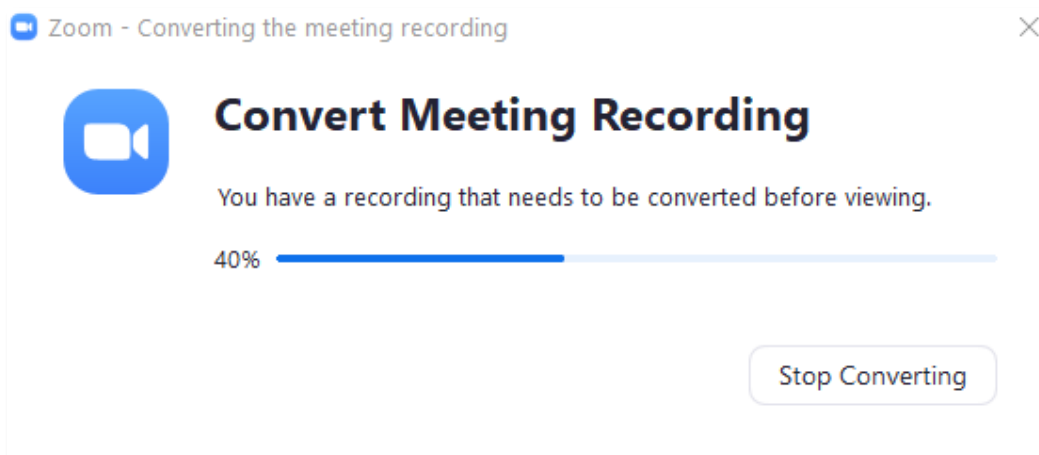 Zoom - Converting the meeting recording
Convert Meeting Recording
You have a recording that needs to be converted before viewing.
40%
Stop Converting